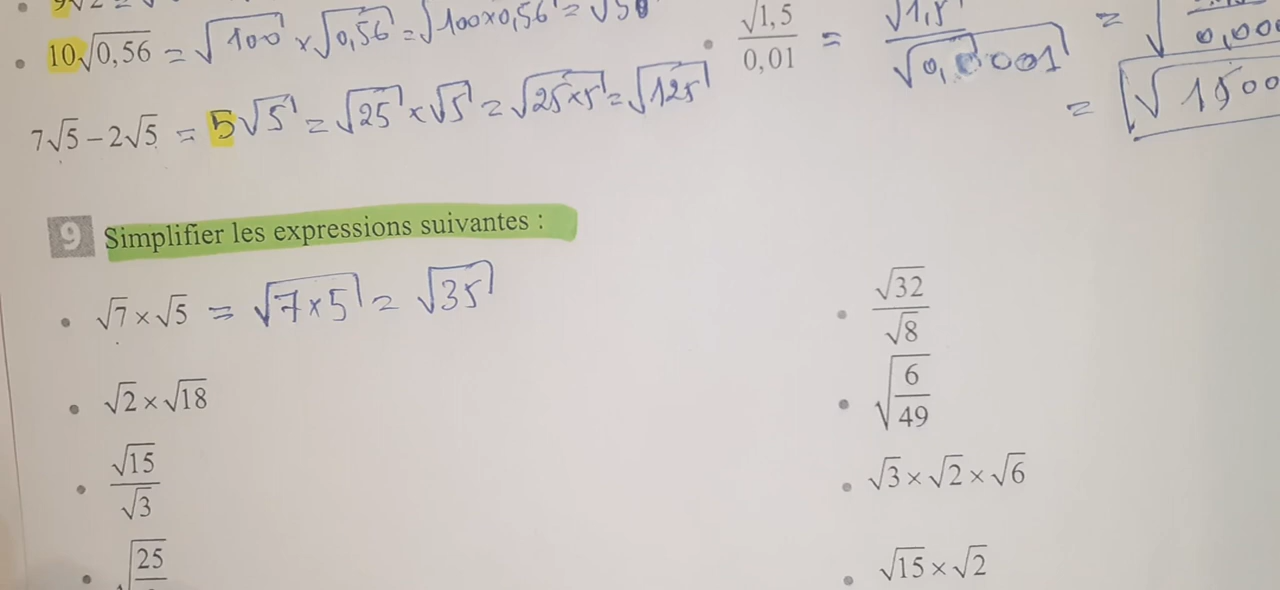 10√0,56 = √100 × √0,56 = √100×0,56 = √56
√1,5/0,01 = √1,5/√0,0001 =
= √1500
7√5 − 2√5 = 5√5 = √25 × √5 = √25×5 = √125
9 Simplifier les expressions suivantes :
• √7 × √5 = √7×5 = √35
• √32/√8
• √2 × √18
• √(6/49)
• √15/√3
• √3 × √2 × √6
• √25
• √15 × √2